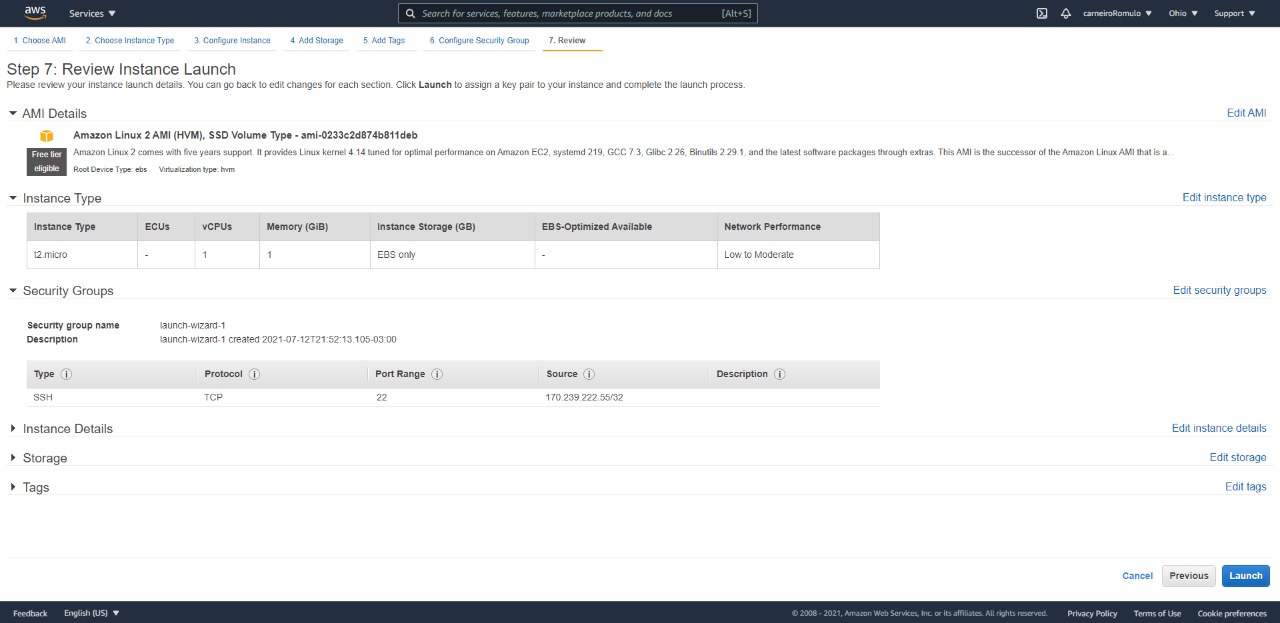 aws Services Search for services, features, marketplace products, and docs [Alt+S] carneiroRomulo Ohio Support
1. Choose AMI 2. Choose Instance Type 3. Configure Instance 4. Add Storage 5. Add Tags 6. Configure Security Group 7. Review
Step 7: Review Instance Launch
Please review your instance launch details. You can go back to edit changes for each section. Click Launch to assign a key pair to your instance and complete the launch process.
AMI Details Edit AMI
Amazon Linux 2 AMI (HVM), SSD Volume Type - ami-0233c2d874b811deb
Free tier eligible
Amazon Linux 2 comes with five years support. It provides Linux kernel 4.14 tuned for optimal performance on Amazon EC2, systemd 219, GCC 7.3, Glibc 2.26, Binutils 2.29.1, and the latest software packages through extras. This AMI is the successor of the Amazon Linux AMI that is a...
Root Device Type: ebs Virtualization type: hvm
Instance Type Edit instance type
Instance Type ECUs vCPUs Memory (GiB) Instance Storage (GB) EBS-Optimized Available Network Performance
t2.micro - 1 1 EBS only - Low to Moderate
Security Groups Edit security groups
Security group name launch-wizard-1
Description launch-wizard-1 created 2021-07-12T21:52:13.105-03:00
Type Protocol Port Range Source Description
SSH TCP 22 170.239.222.55/32
Instance Details Edit instance details
Storage Edit storage
Tags Edit tags
Cancel Previous Launch
Feedback English (US) © 2008 - 2021, Amazon Web Services, Inc. or its affiliates. All rights reserved. Privacy Policy Terms of Use Cookie preferences